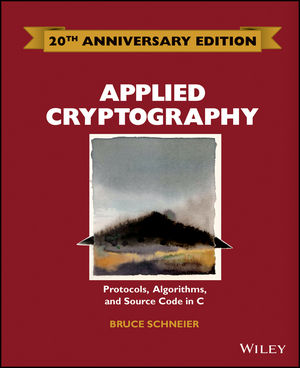 20TH ANNIVERSARY EDITION
APPLIED
CRYPTOGRAPHY
Protocols, Algorithms,
and Source Code in C
BRUCE SCHNEIER
WILEY